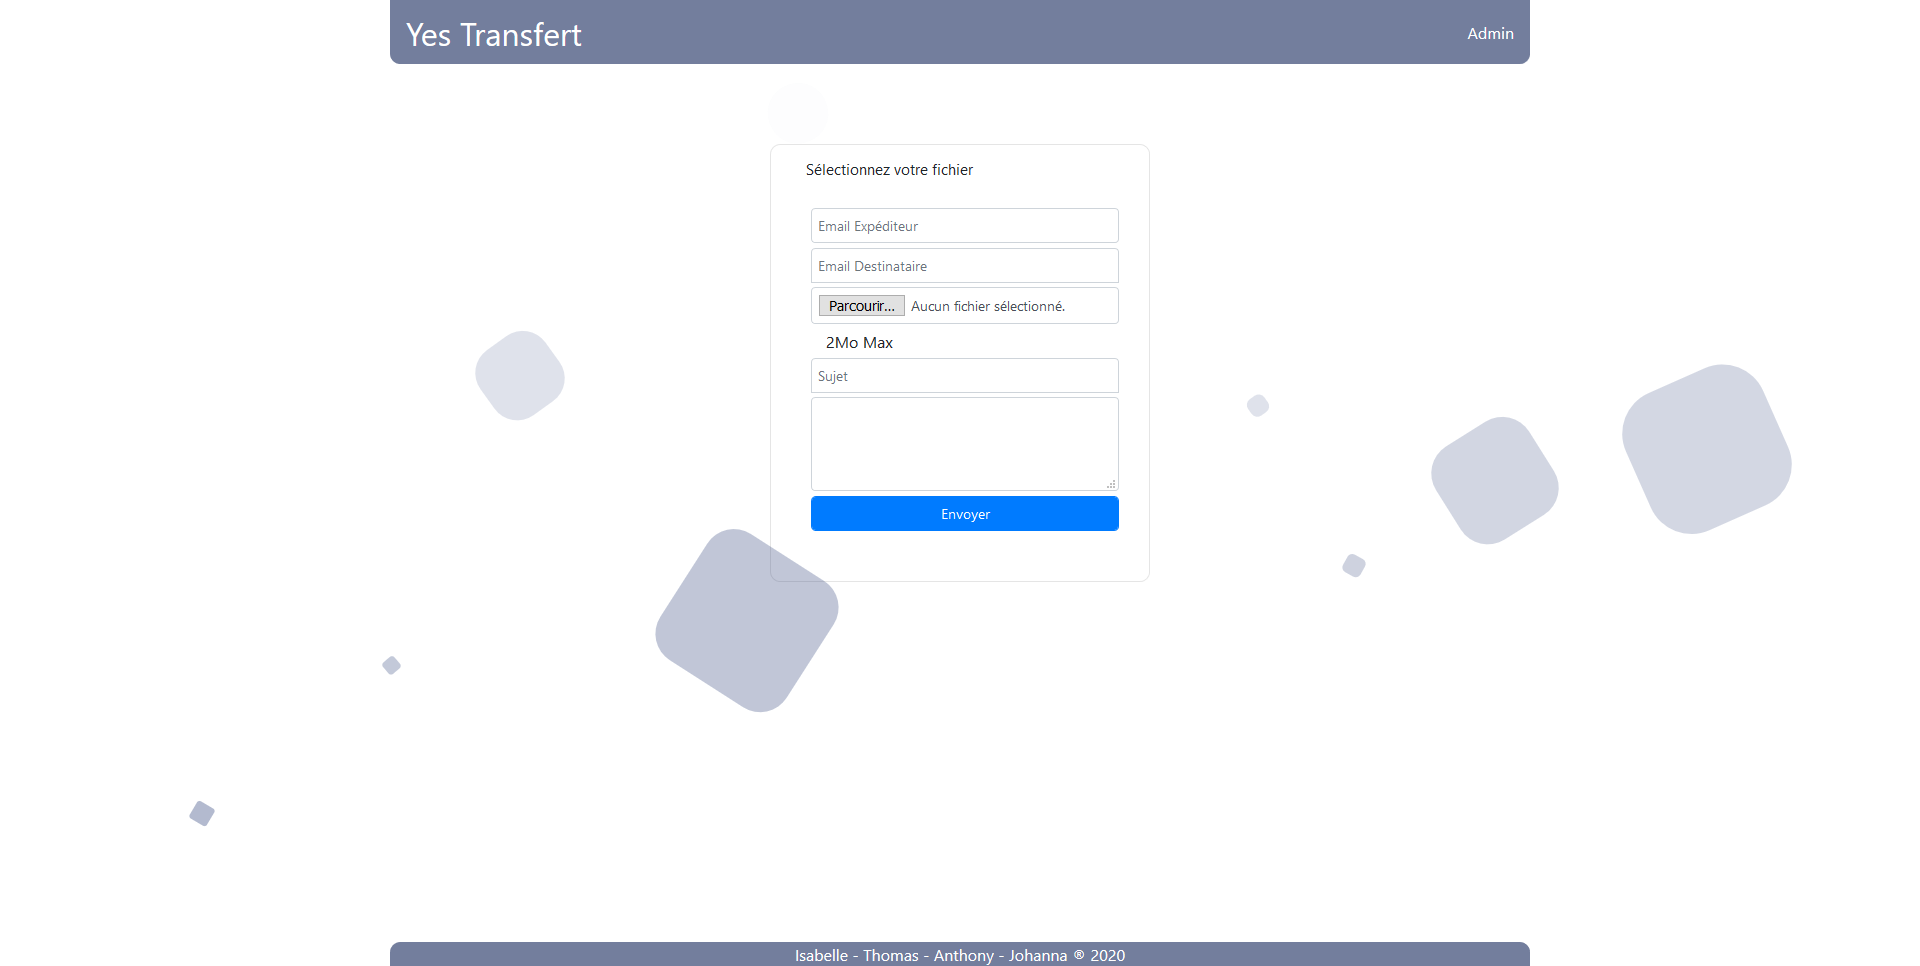 Yes Transfert
Admin
Sélectionnez votre fichier
Email Expéditeur
Email Destinataire
Parcourir... Aucun fichier sélectionné.
2Mo Max
Sujet
Envoyer
Isabelle - Thomas - Anthony - Johanna ® 2020